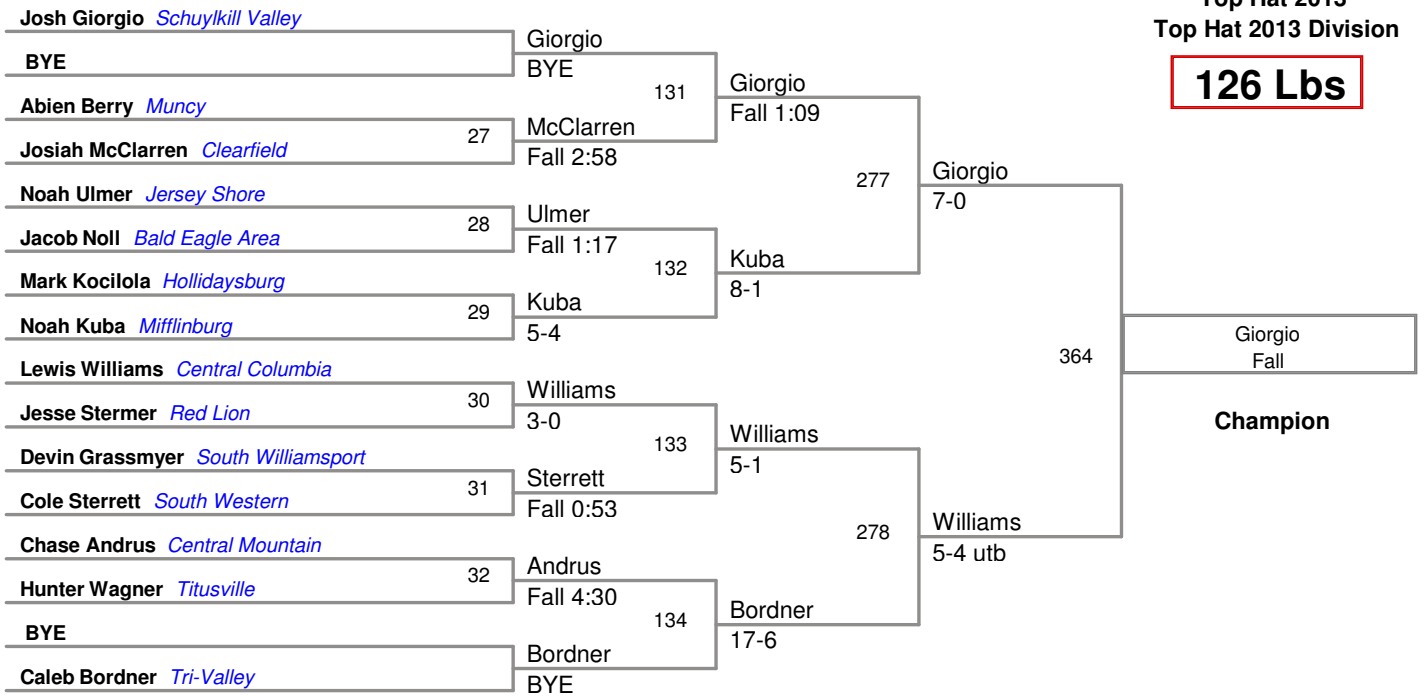 Top Hat 2013
Top Hat 2013 Division
126 Lbs
Josh Giorgio Schuylkill Valley
BYE
Abien Berry Muncy
Josiah McClarren Clearfield
Noah Ulmer Jersey Shore
Jacob Noll Bald Eagle Area
Mark Kocilola Hollidaysburg
Noah Kuba Mifflinburg
Lewis Williams Central Columbia
Jesse Stermer Red Lion
Devin Grassmyer South Williamsport
Cole Sterrett South Western
Chase Andrus Central Mountain
Hunter Wagner Titusville
BYE
Caleb Bordner Tri-Valley
27
28
29
30
31
32
Giorgio
BYE
McClarren
Fall 2:58
Ulmer
Fall 1:17
Kuba
5-4
Williams
3-0
Sterrett
Fall 0:53
Andrus
Fall 4:30
Bordner
BYE
131
132
133
134
Giorgio
Fall 1:09
Kuba
8-1
Williams
5-1
Bordner
17-6
277
278
Giorgio
7-0
Williams
5-4 utb
364
Giorgio
Fall
Champion